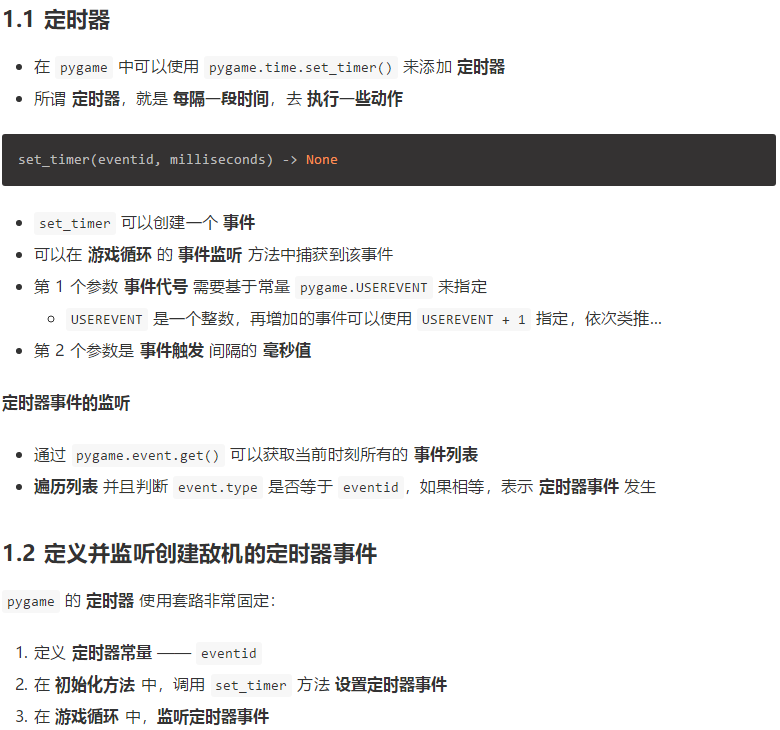 1.1 定时器
在 pygame 中可以使用 pygame.time.set_timer() 来添加 定时器
所谓 定时器，就是 每隔一段时间，去 执行一些动作
set_timer(eventid, milliseconds) -> None
set_timer 可以创建一个 事件
可以在 游戏循环 的 事件监听 方法中捕获到该事件
第 1 个参数 事件代号 需要基于常量 pygame.USEREVENT 来指定
USEREVENT 是一个整数，再增加的事件可以使用 USEREVENT + 1 指定，依次类推...
第 2 个参数是 事件触发 间隔的 毫秒值
定时器事件的监听
通过 pygame.event.get() 可以获取当前时刻所有的 事件列表
遍历列表 并且判断 event.type 是否等于 eventid，如果相等，表示 定时器事件 发生
1.2 定义并监听创建敌机的定时器事件
pygame 的 定时器 使用套路非常固定：
1. 定义 定时器常量 —— eventid
2. 在 初始化方法 中，调用 set_timer 方法 设置定时器事件
3. 在 游戏循环 中，监听定时器事件